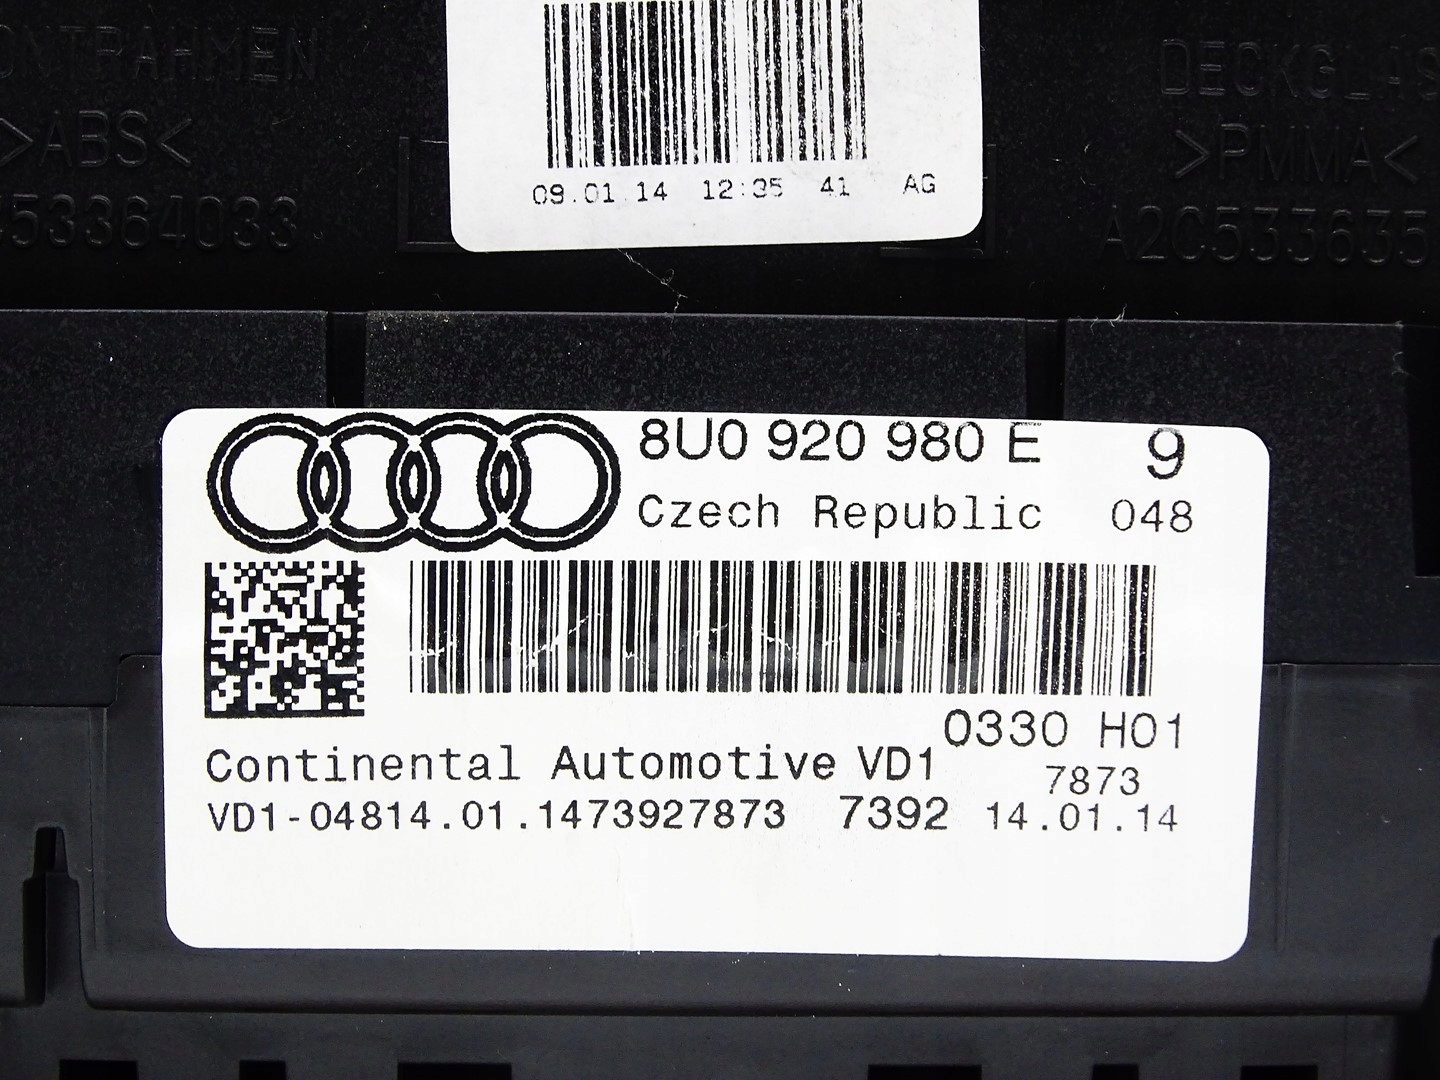 ONTRAHMEN
>ABS<
53364033
DECKGLAS
>PMMA<
A2C533635
09.01.14 12:35 41 AG
8U0 920 980 E 9
Czech Republic 048
0330 H01
Continental Automotive VD1 7873
VD1-04814.01.1473927873 7392 14.01.14